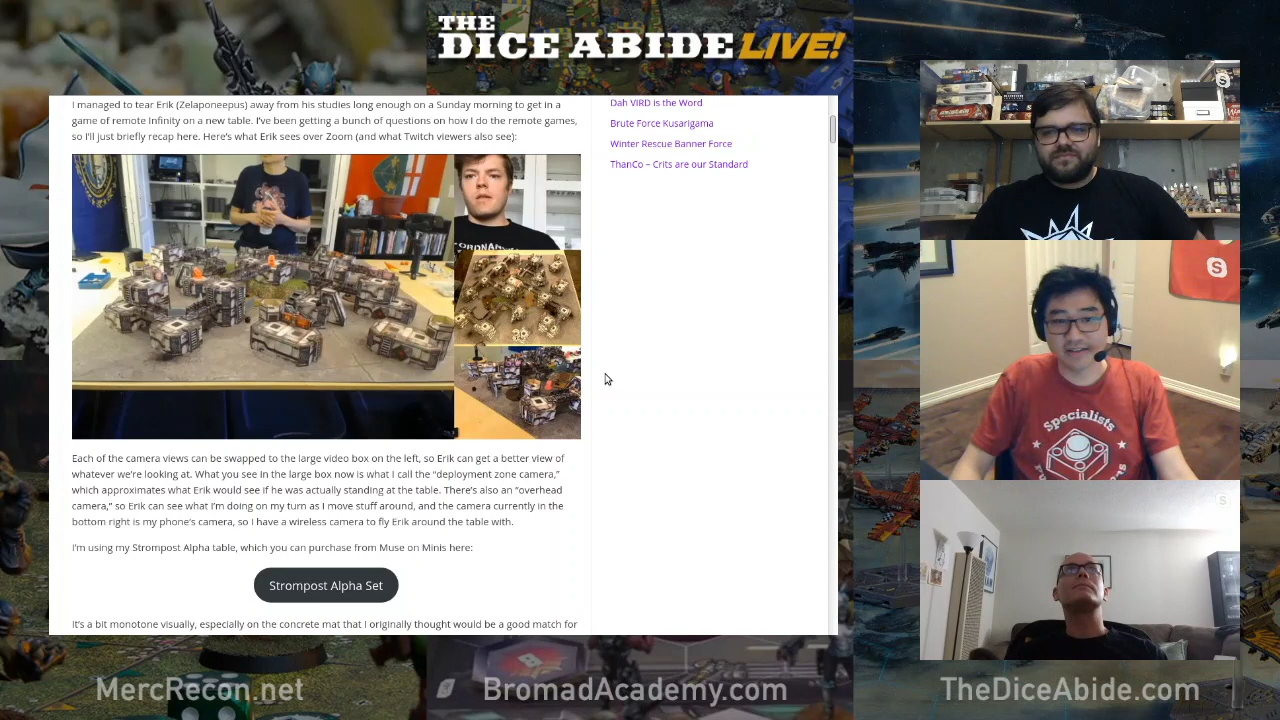 THE
DICE ABIDE LIVE!
I managed to tear Erik (Zelaponeepus) away from his studies long enough on a Sunday morning to get in a
game of remote Infinity on a new table. I've gotten a bunch of questions on how I do the remote games,
so I'll just briefly recap here. Here's what Erik sees over Zoom (and what Twitch viewers also see):
Dah VIRD is the Word
Brute Force Kusarigama
Winter Rescue Banner Force
ThanCo – Crits are our Standard
Each of the camera views can be swapped to the large video box on the left, so Erik can get a better view of
whatever we're looking at. What you see in the large box now is what I call the "deployment zone camera,"
which approximates what Erik would see if he was actually standing at the table. There's also an "overhead
camera," so Erik can see what I'm doing on my turn as I move stuff around, and the camera currently in the
bottom right is my phone's camera, so I have a wireless camera to fly Erik around the table with.
I'm using my Strompost Alpha table, which you can purchase from Muse on Minis here:
Strompost Alpha Set
It's a bit monotone visually, especially on the concrete mat that I originally thought would be a good match for
Specialists
MercRecon.net
BromadAcademy.com
TheDiceAbide.com